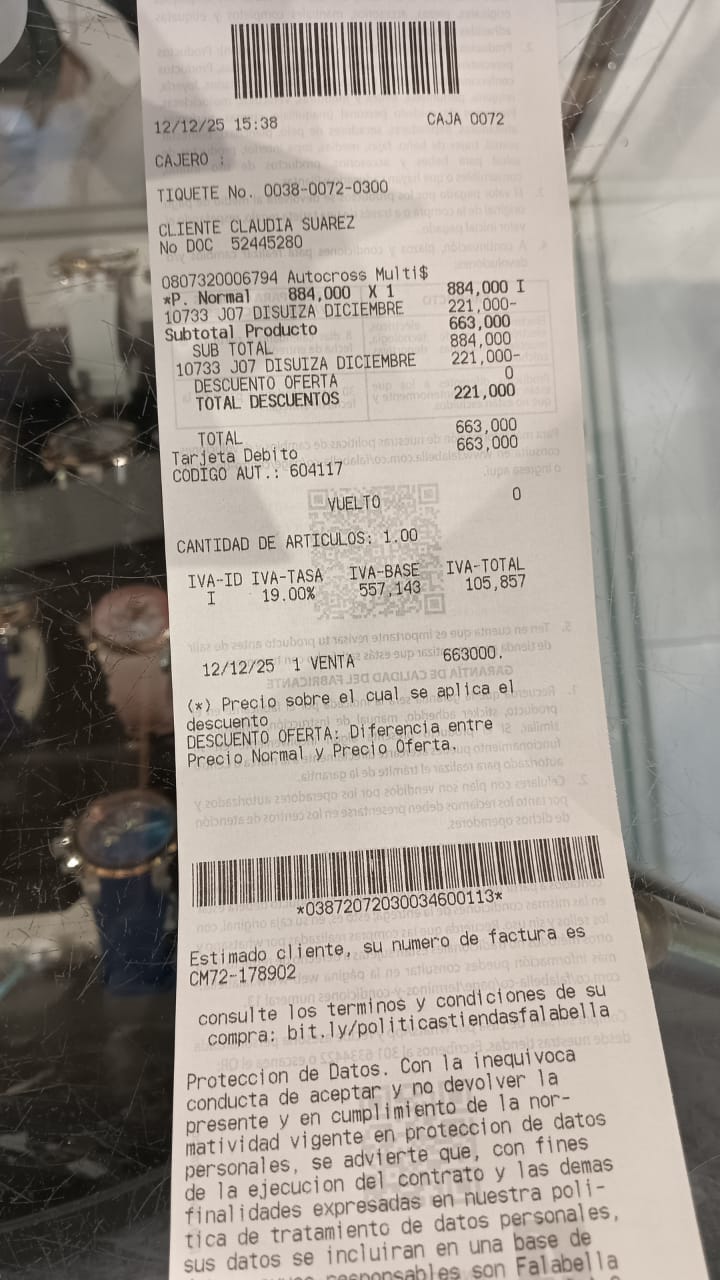 12/12/25 15:38 CAJA 0072
CAJERO :
TIQUETE No. 0038-0072-0300
CLIENTE CLAUDIA SUAREZ
No DOC 52445280
0807320006794 Autocross Multi$
*P. Normal 884,000 X 1 884,000 I
10733 J07 DISUIZA DICIEMBRE 221,000-
Subtotal Producto 663,000
SUB TOTAL 884,000
10733 J07 DISUIZA DICIEMBRE 221,000-
DESCUENTO OFERTA 0
TOTAL DESCUENTOS 221,000
TOTAL 663,000
Tarjeta Debito 663,000
CODIGO AUT.: 604117
VUELTO 0
CANTIDAD DE ARTICULOS: 1.00
IVA-ID IVA-TASA IVA-BASE IVA-TOTAL
I 19.00% 557,143 105,857
12/12/25 1 VENTA 663000.
(*) Precio sobre el cual se aplica el
descuento
DESCUENTO OFERTA: Diferencia entre
Precio Normal y Precio Oferta.
*03872072030034600113*
Estimado cliente, su numero de factura es
CM72-178902
consulte los terminos y condiciones de su
compra: bit.ly/politicastiendasfalabella
Proteccion de Datos. Con la inequivoca
conducta de aceptar y no devolver la
presente y en cumplimiento de la nor-
matividad vigente en proteccion de datos
personales, se advierte que, con fines
de la ejecucion del contrato y las demas
finalidades expresadas en nuestra poli-
tica de tratamiento de datos personales,
sus datos se incluiran en una base de
responsables son Falabella